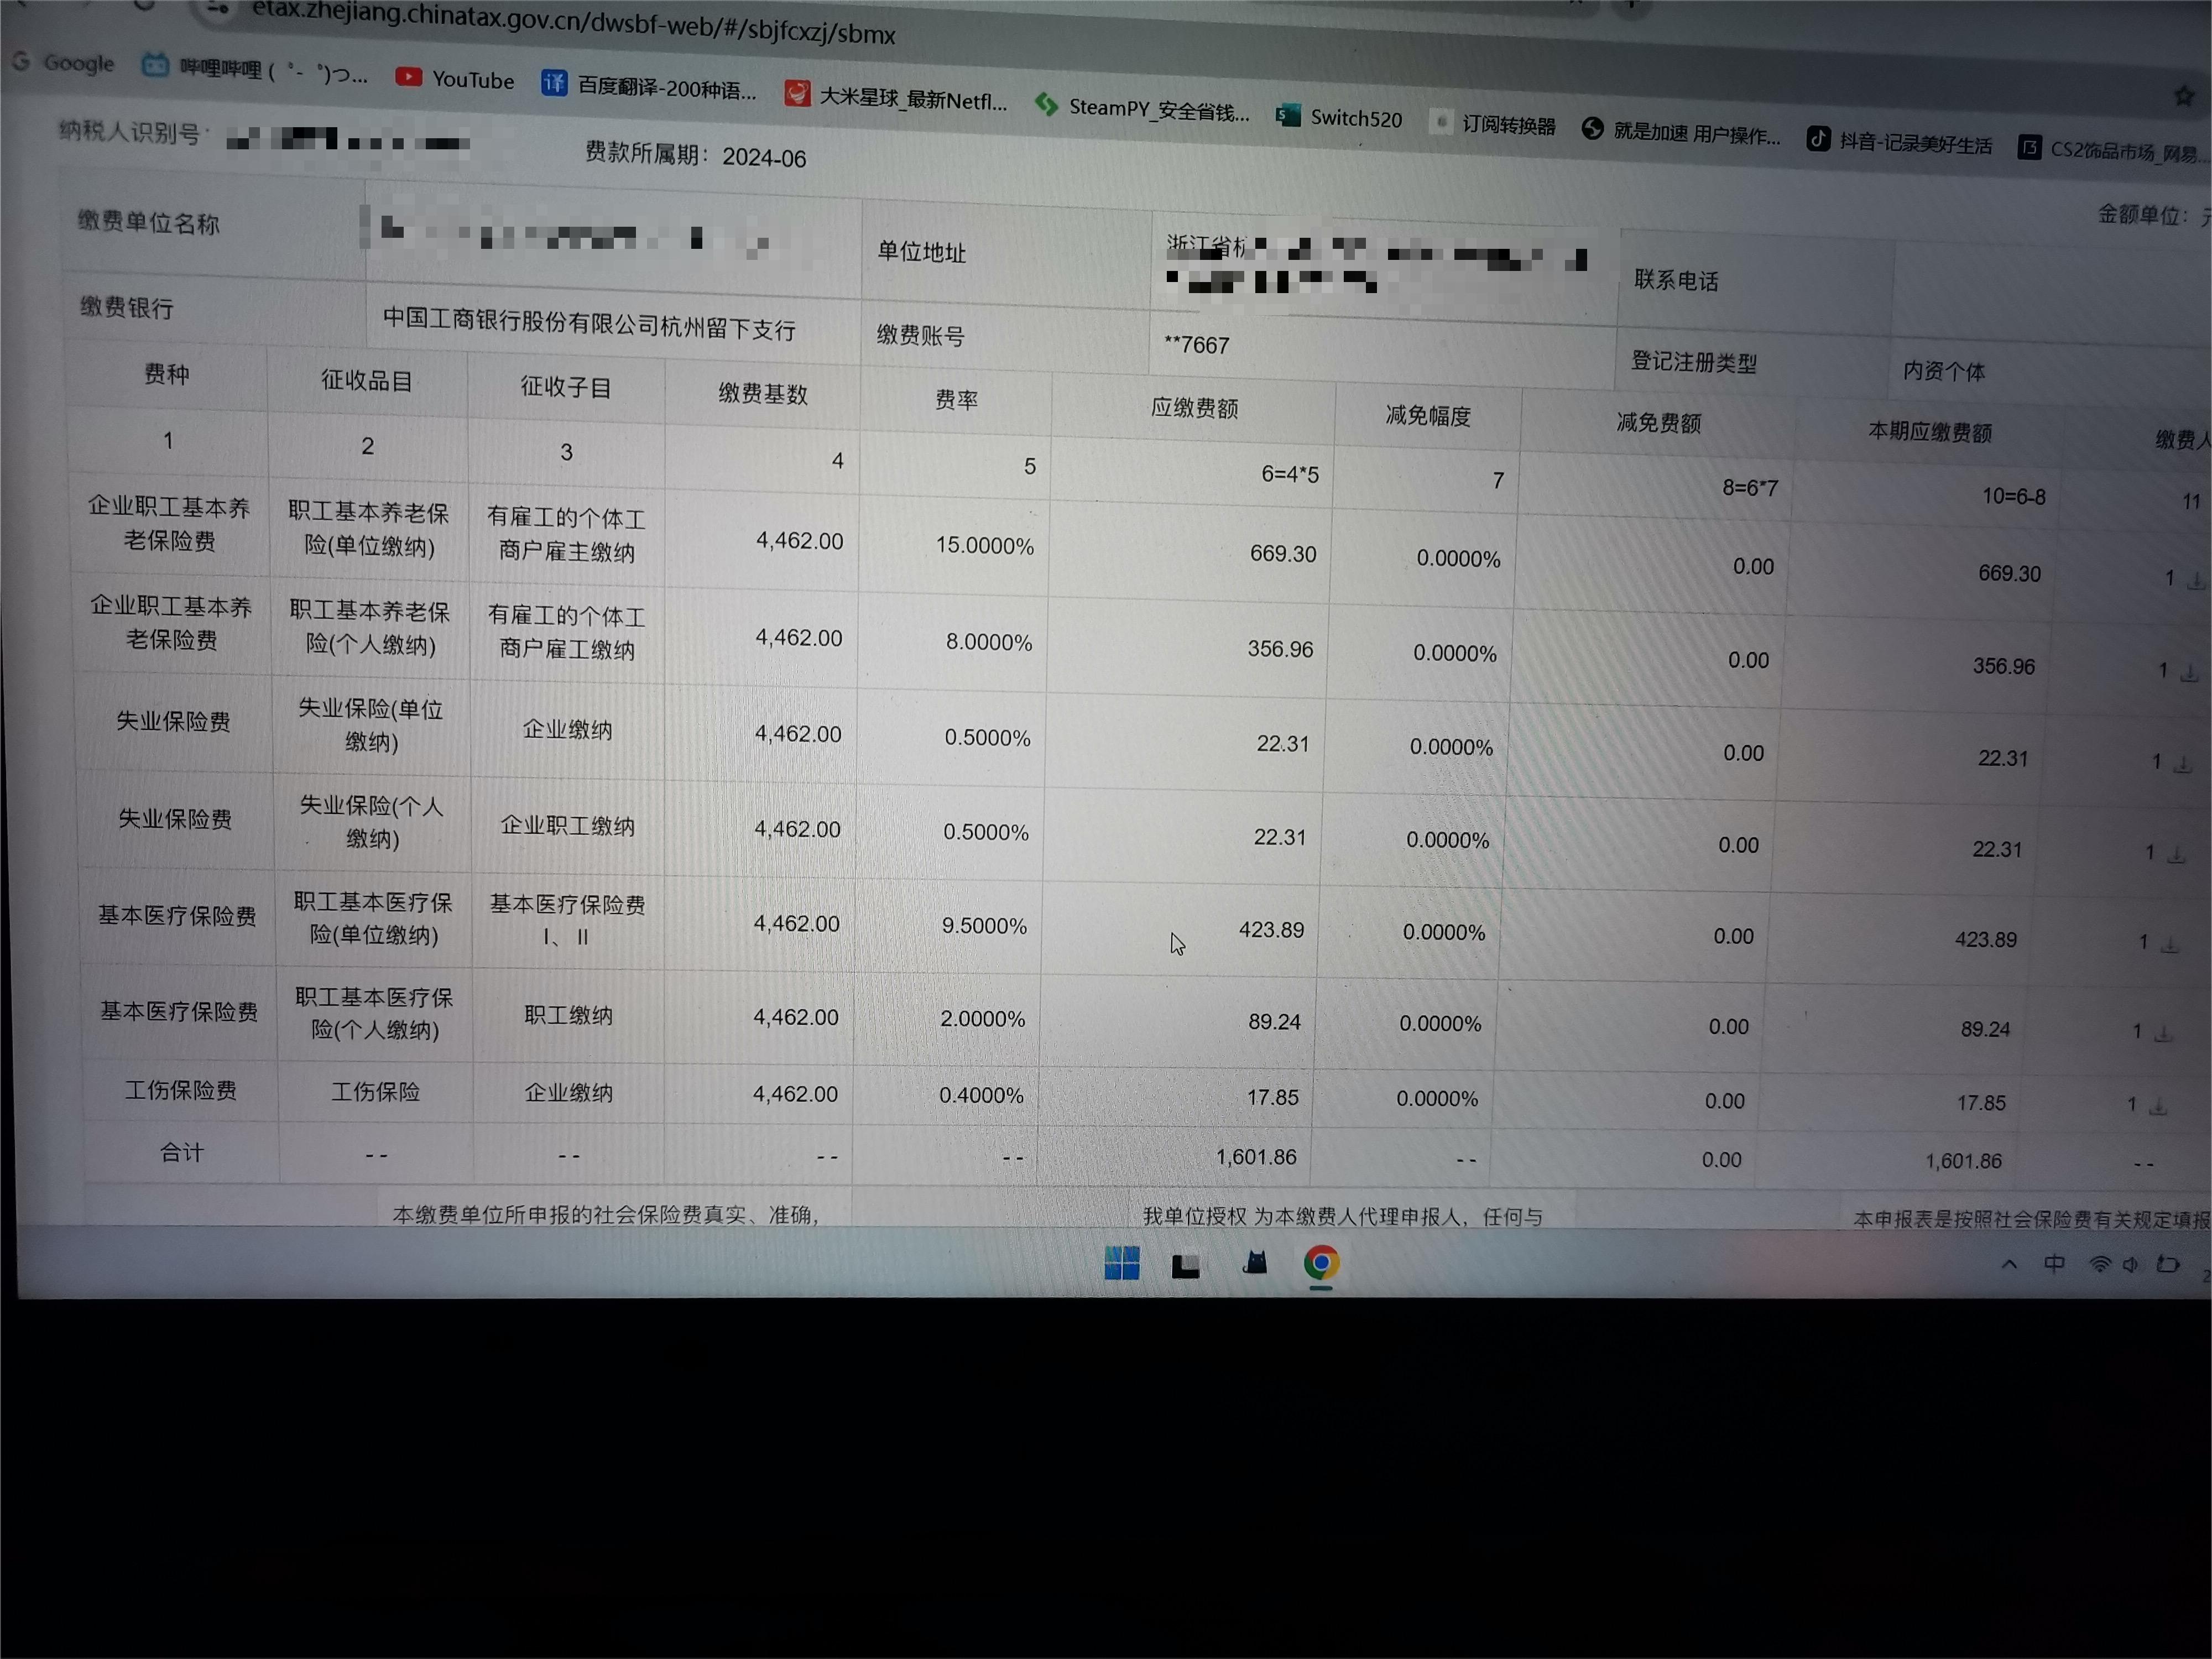 etax.zhejiang.chinatax.gov.cn/dwsbf-web/#/sbjfcxzj/sbmx
Google 哔哩哔哩 ( ゜- ゜)つ... YouTube 译 百度翻译-200种语... 大米星球_最新Netfl... SteamPY_安全省钱... Switch520 订阅转换器 就是加速 用户操作... 抖音-记录美好生活 CS2饰品市场_网易...
纳税人识别号: 费款所属期：2024-06
金额单位：元
缴费单位名称 单位地址 浙江省杭 联系电话
缴费银行 中国工商银行股份有限公司杭州留下支行 缴费账号 **7667 登记注册类型 内资个体
费种 征收品目 征收子目 缴费基数 费率 应缴费额 减免幅度 减免费额 本期应缴费额 缴费人
1 2 3 4 5 6=4*5 7 8=6*7 10=6-8 11
企业职工基本养老保险费 职工基本养老保险(单位缴纳) 有雇工的个体工商户雇主缴纳 4,462.00 15.0000% 669.30 0.0000% 0.00 669.30 1
企业职工基本养老保险费 职工基本养老保险(个人缴纳) 有雇工的个体工商户雇工缴纳 4,462.00 8.0000% 356.96 0.0000% 0.00 356.96 1
失业保险费 失业保险(单位缴纳) 企业缴纳 4,462.00 0.5000% 22.31 0.0000% 0.00 22.31 1
失业保险费 失业保险(个人缴纳) 企业职工缴纳 4,462.00 0.5000% 22.31 0.0000% 0.00 22.31 1
基本医疗保险费 职工基本医疗保险(单位缴纳) 基本医疗保险费I、II 4,462.00 9.5000% 423.89 0.0000% 0.00 423.89 1
基本医疗保险费 职工基本医疗保险(个人缴纳) 职工缴纳 4,462.00 2.0000% 89.24 0.0000% 0.00 89.24 1
工伤保险费 工伤保险 企业缴纳 4,462.00 0.4000% 17.85 0.0000% 0.00 17.85 1
合计 -- -- -- -- 1,601.86 -- 0.00 1,601.86 --
本缴费单位所申报的社会保险费真实、准确， 我单位授权 为本缴费人代理申报人，任何与 本申报表是按照社会保险费有关规定填报
中